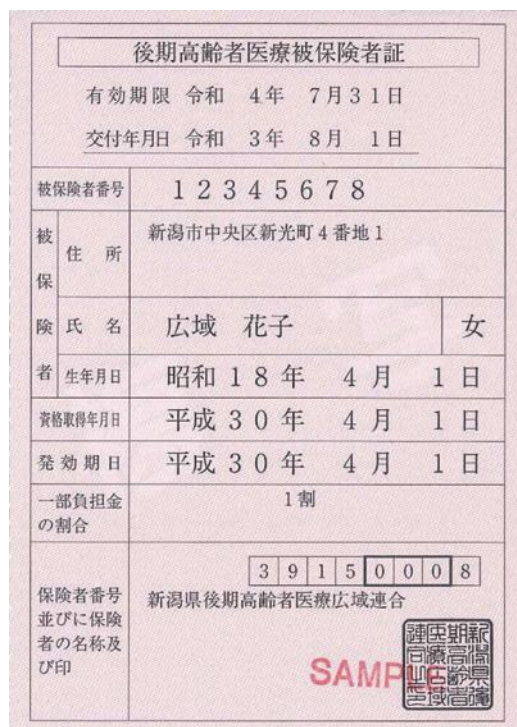 後期高齢者医療被保険者証
有効期限 令和 4年 7月31日
交付年月日 令和 3年 8月 1日
被保険者番号 12345678
被保険者
住所 新潟市中央区新光町4番地1
氏名 広域 花子 女
生年月日 昭和18年 4月 1日
資格取得年月日 平成30年 4月 1日
発効期日 平成30年 4月 1日
一部負担金の割合 1割
保険者番号
並びに保険
者の名称及
び印
39150008
新潟県後期高齢者医療広域連合
SAMPLE